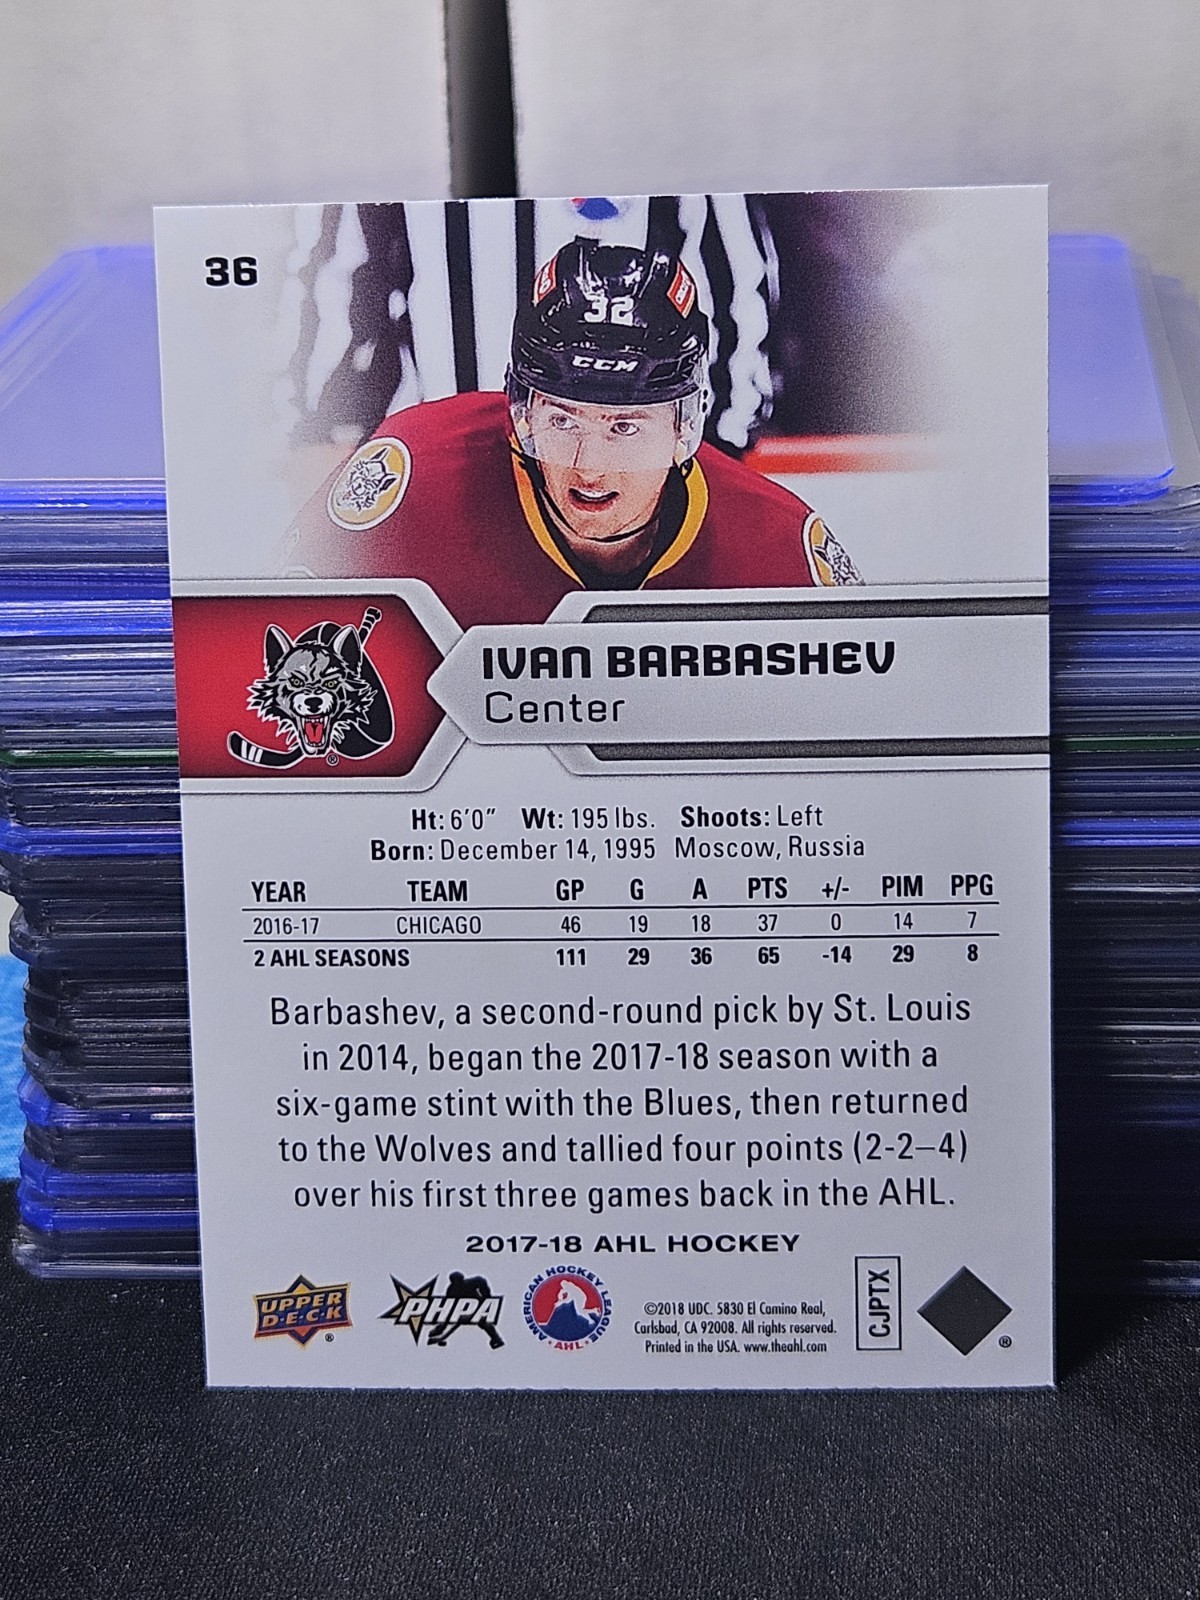 36
32
CCM
IVAN BARBASHEV
Center
Ht: 6'0" Wt: 195 lbs. Shoots: Left
Born: December 14, 1995 Moscow, Russia
YEAR TEAM GP G A PTS +/- PIM PPG
2016-17 CHICAGO 46 19 18 37 0 14 7
2 AHL SEASONS 111 29 36 65 -14 29 8
Barbashev, a second-round pick by St. Louis
in 2014, began the 2017-18 season with a
six-game stint with the Blues, then returned
to the Wolves and tallied four points (2-2–4)
over his first three games back in the AHL.
2017-18 AHL HOCKEY
UPPER
D·E·C·K
®
PHPA
AMERICAN HOCKEY LEAGUE
·AHL·
©2018 UDC. 5830 El Camino Real,
Carlsbad, CA 92008. All rights reserved.
Printed in the USA. www.theahl.com
CJPTX
®